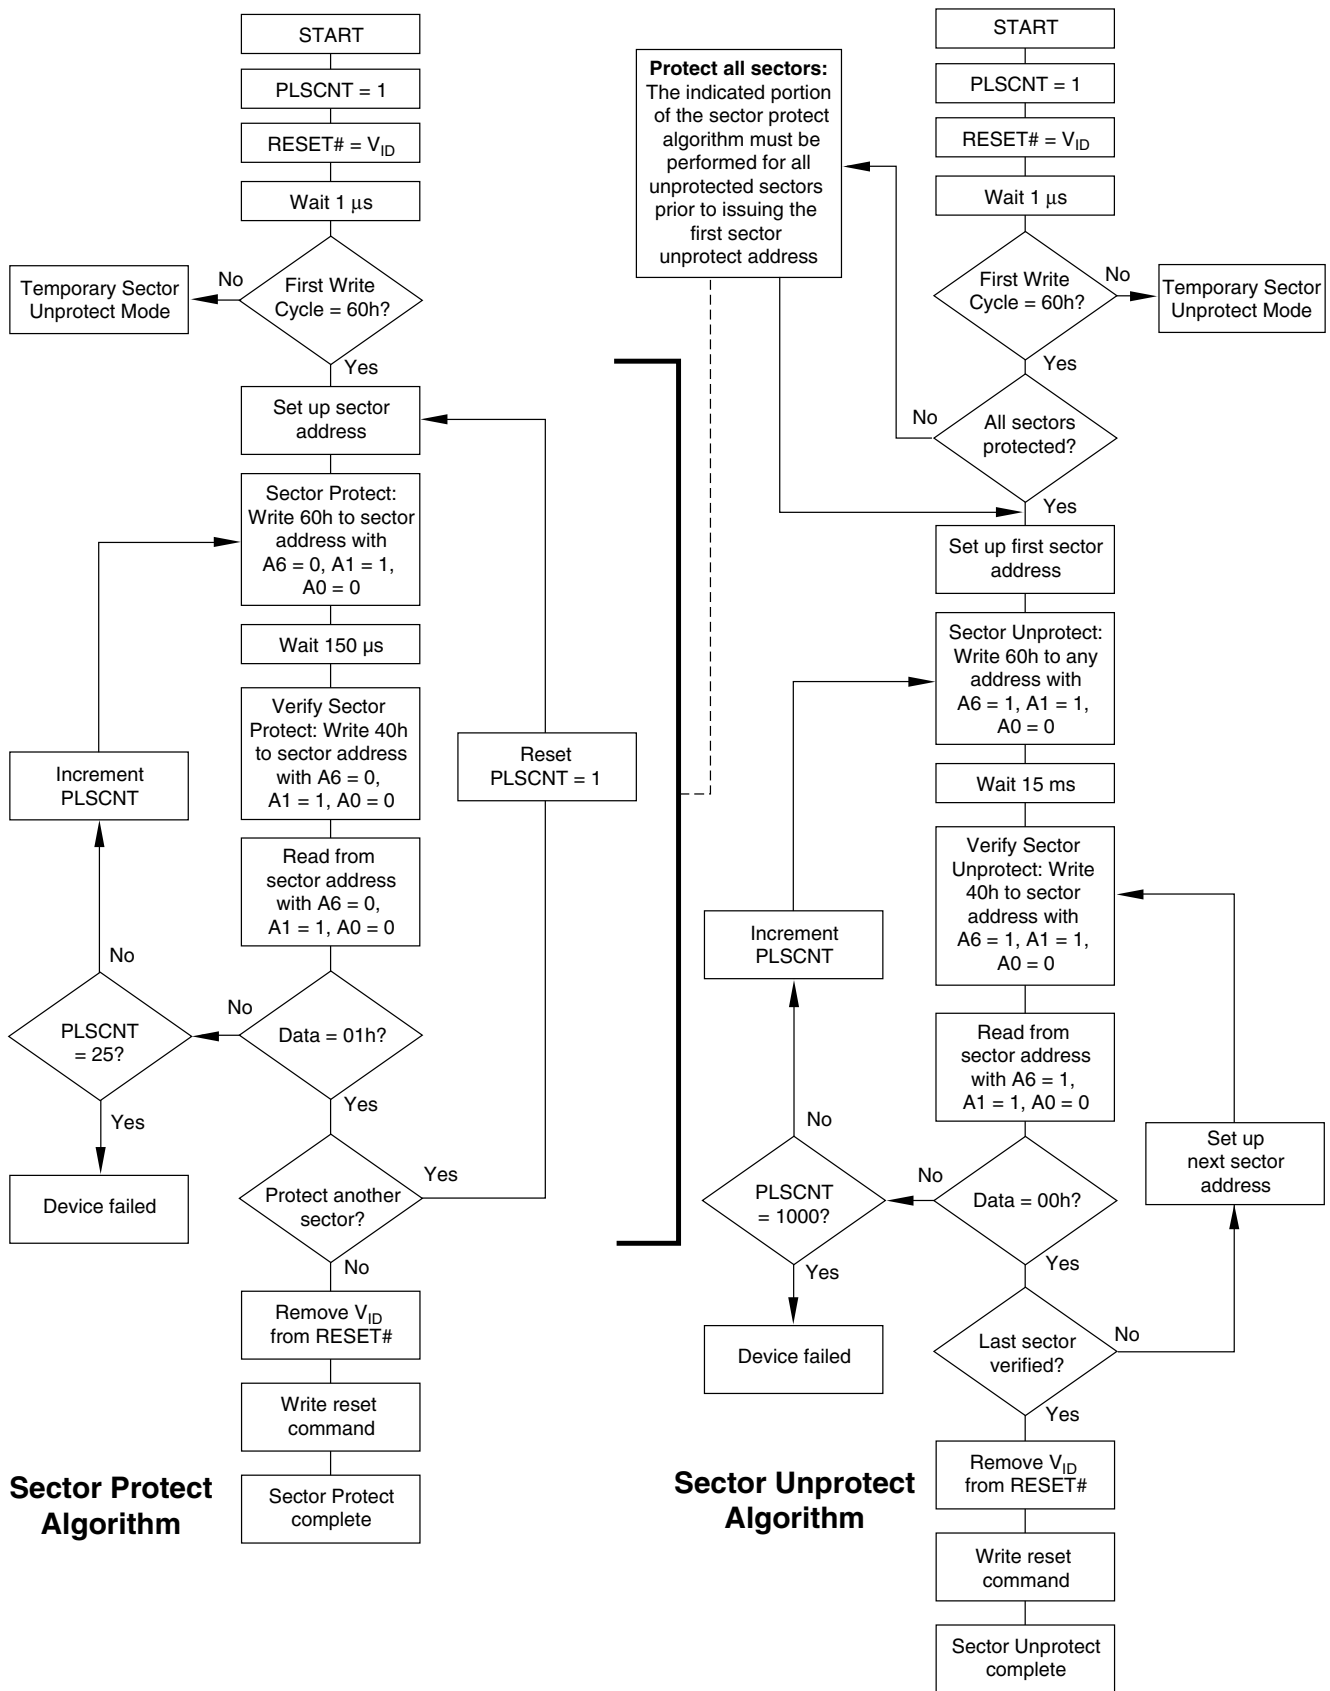 START
PLSCNT = 1
RESET# = VID
Wait 1 μs
First Write
Cycle = 60h?
No
Temporary Sector
Unprotect Mode
Yes
Set up sector
address
Sector Protect:
Write 60h to sector
address with
A6 = 0, A1 = 1,
A0 = 0
Wait 150 μs
Verify Sector
Protect: Write 40h
to sector address
with A6 = 0,
A1 = 1, A0 = 0
Reset
PLSCNT = 1
Increment
PLSCNT
Read from
sector address
with A6 = 0,
A1 = 1, A0 = 0
No
PLSCNT
= 25?
No
Data = 01h?
Yes
Yes
Device failed
Protect another
sector?
Yes
No
Remove VID
from RESET#
Write reset
command
Sector Protect
complete
Sector Protect
Algorithm
Protect all sectors:
The indicated portion
of the sector protect
algorithm must be
performed for all
unprotected sectors
prior to issuing the
first sector
unprotect address
START
PLSCNT = 1
RESET# = VID
Wait 1 μs
First Write
Cycle = 60h?
No
Temporary Sector
Unprotect Mode
Yes
No
All sectors
protected?
Yes
Set up first sector
address
Sector Unprotect:
Write 60h to any
address with
A6 = 1, A1 = 1,
A0 = 0
Wait 15 ms
Verify Sector
Unprotect: Write
40h to sector
address with
A6 = 1, A1 = 1,
A0 = 0
Increment
PLSCNT
Read from
sector address
with A6 = 1,
A1 = 1, A0 = 0
No
Set up
next sector
address
PLSCNT
= 1000?
No
Data = 00h?
Yes
Yes
Device failed
Last sector
verified?
No
Yes
Remove VID
from RESET#
Write reset
command
Sector Unprotect
complete
Sector Unprotect
Algorithm